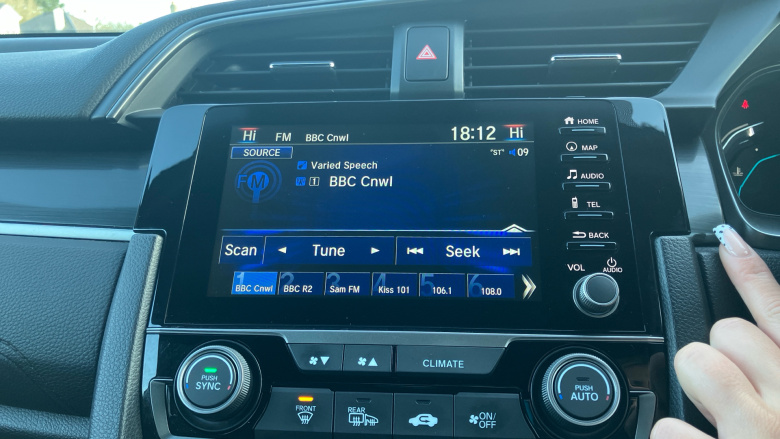 Hi FM BBC Cnwl 18:12 Hi
SOURCE "ST" 09
Varied Speech
FM
1 BBC Cnwl
Scan Tune Seek
1 BBC Cnwl 2 BBC R2 3 Sam FM 4 Kiss 101 5 106.1 6 108.0
HOME
MAP
AUDIO
TEL
BACK
VOL AUDIO
CLIMATE
PUSH
SYNC
PUSH
AUTO
FRONT
REAR
ON/
OFF